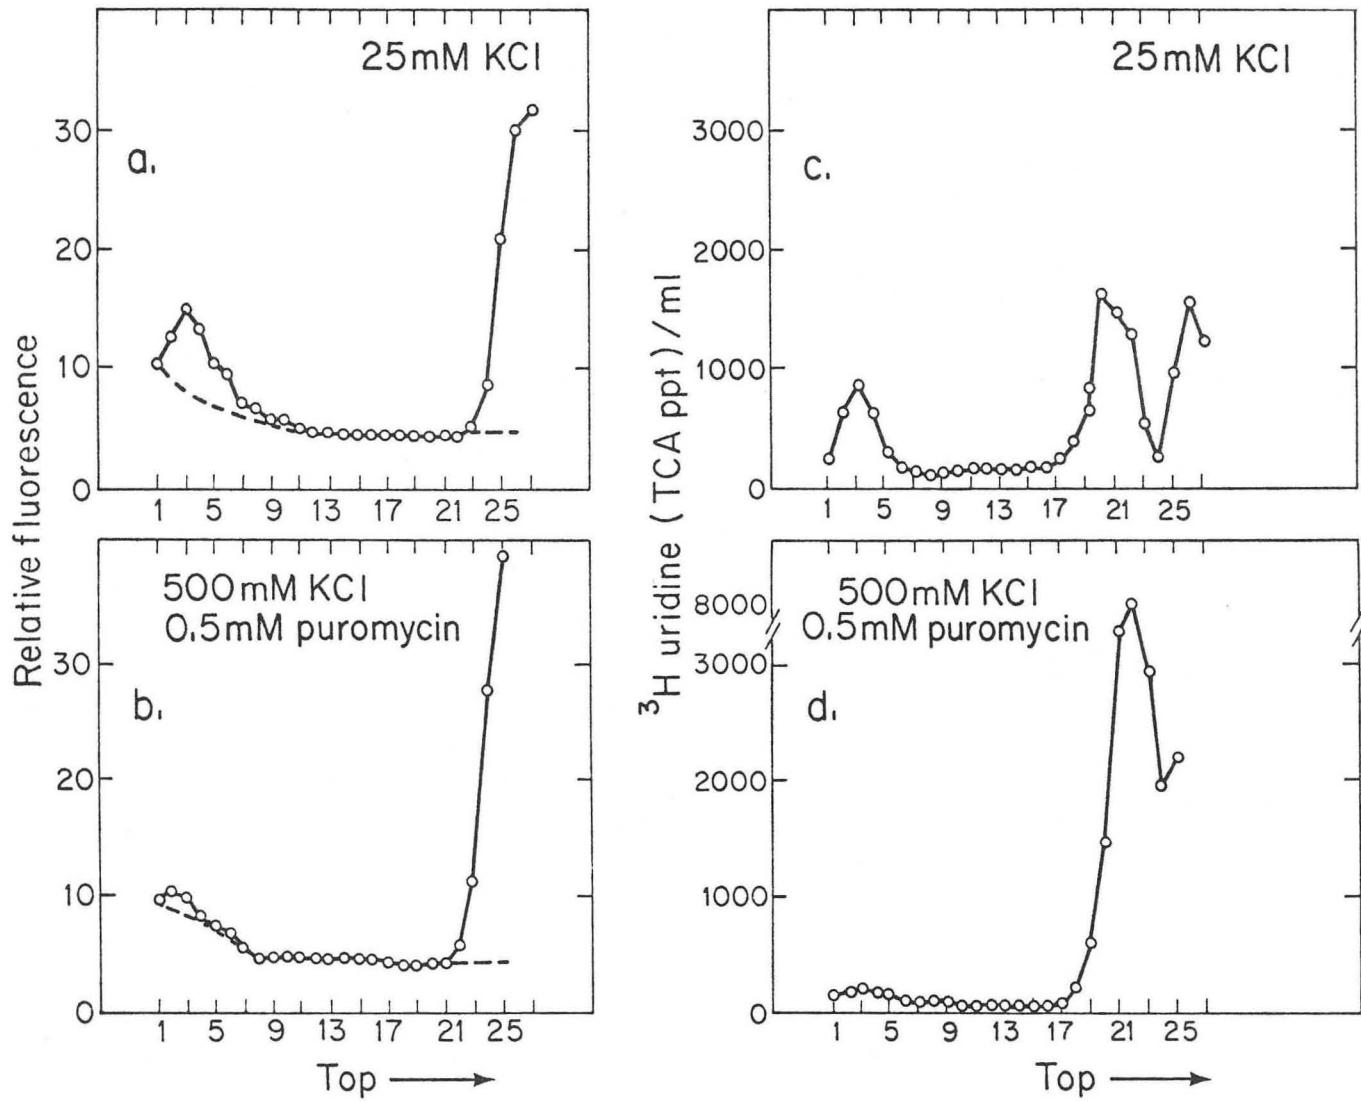 25mM KCl
a.
30
20
10
0
1 5 9 13 17 21 25
500mM KCl
0.5mM puromycin
b.
30
20
10
0
1 5 9 13 17 21 25
Top
Relative fluorescence
25mM KCl
c.
3000
2000
1000
0
1 5 9 13 17 21 25
500mM KCl
0.5mM puromycin
d.
8000
3000
2000
1000
0
1 5 9 13 17 21 25
Top
³H uridine (TCA ppt)/ml